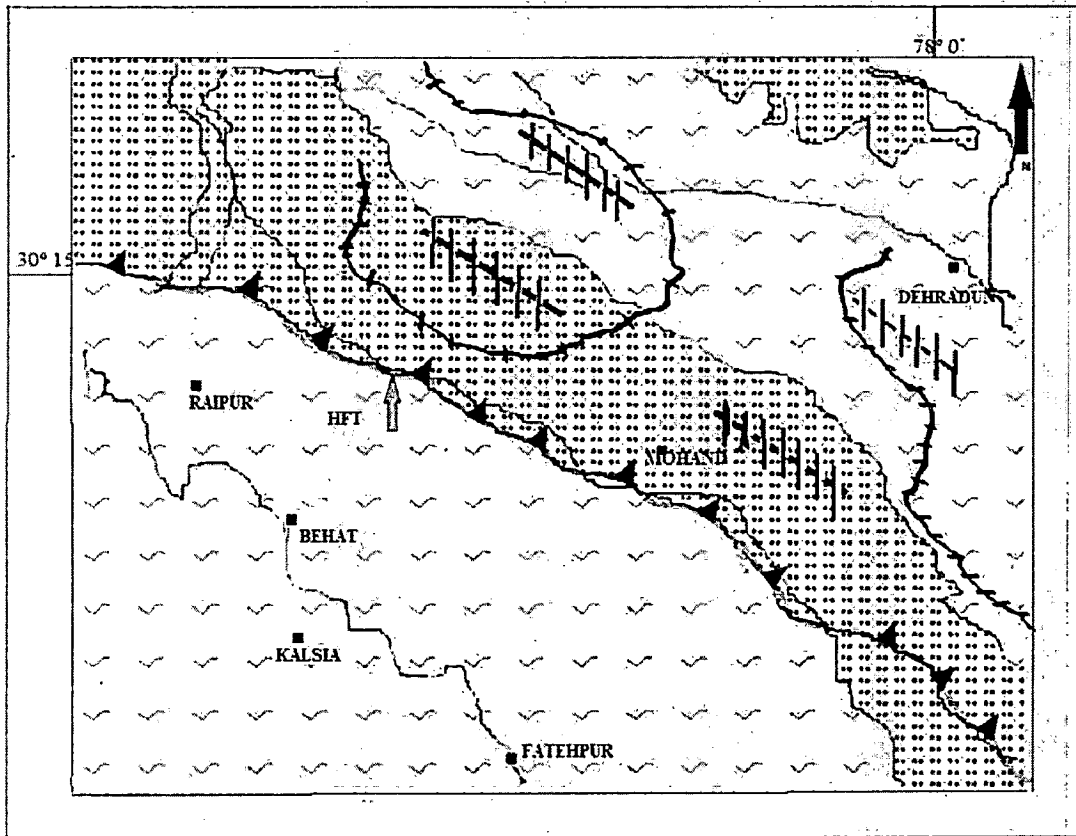 78° 0'
N
30° 15
DEHRADUN
RAIPUR
HFT
MOHAND
BEHAT
KALSIA
FATEHPUR